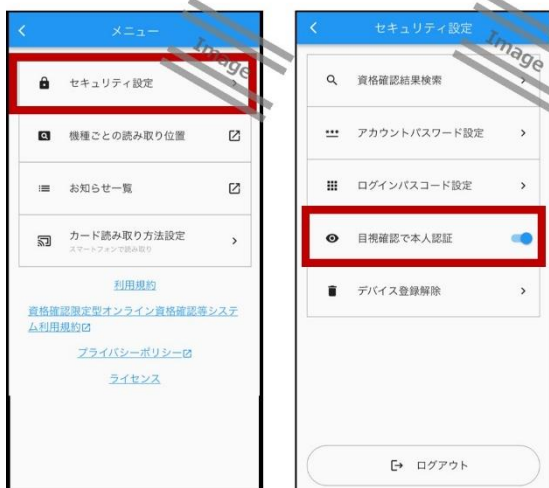 メニュー
Image
セキュリティ設定
機種ごとの読み取り位置
お知らせ一覧
カード読み取り方法設定
スマートフォンで読み取り
利用規約
資格確認限定型オンライン資格確認等システ
ム利用規約
プライバシーポリシー
ライセンス
セキュリティ設定
Image
資格確認結果検索
アカウントパスワード設定
ログインパスコード設定
目視確認で本人認証
デバイス登録解除
ログアウト